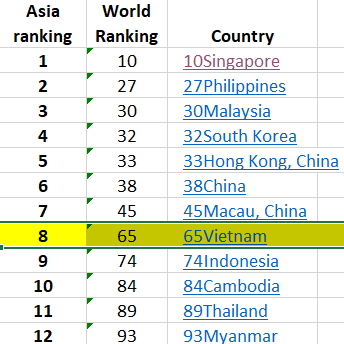 Asia ranking World Ranking Country
1 10 10Singapore
2 27 27Philippines
3 30 30Malaysia
4 32 32South Korea
5 33 33Hong Kong, China
6 38 38China
7 45 45Macau, China
8 65 65Vietnam
9 74 74Indonesia
10 84 84Cambodia
11 89 89Thailand
12 93 93Myanmar